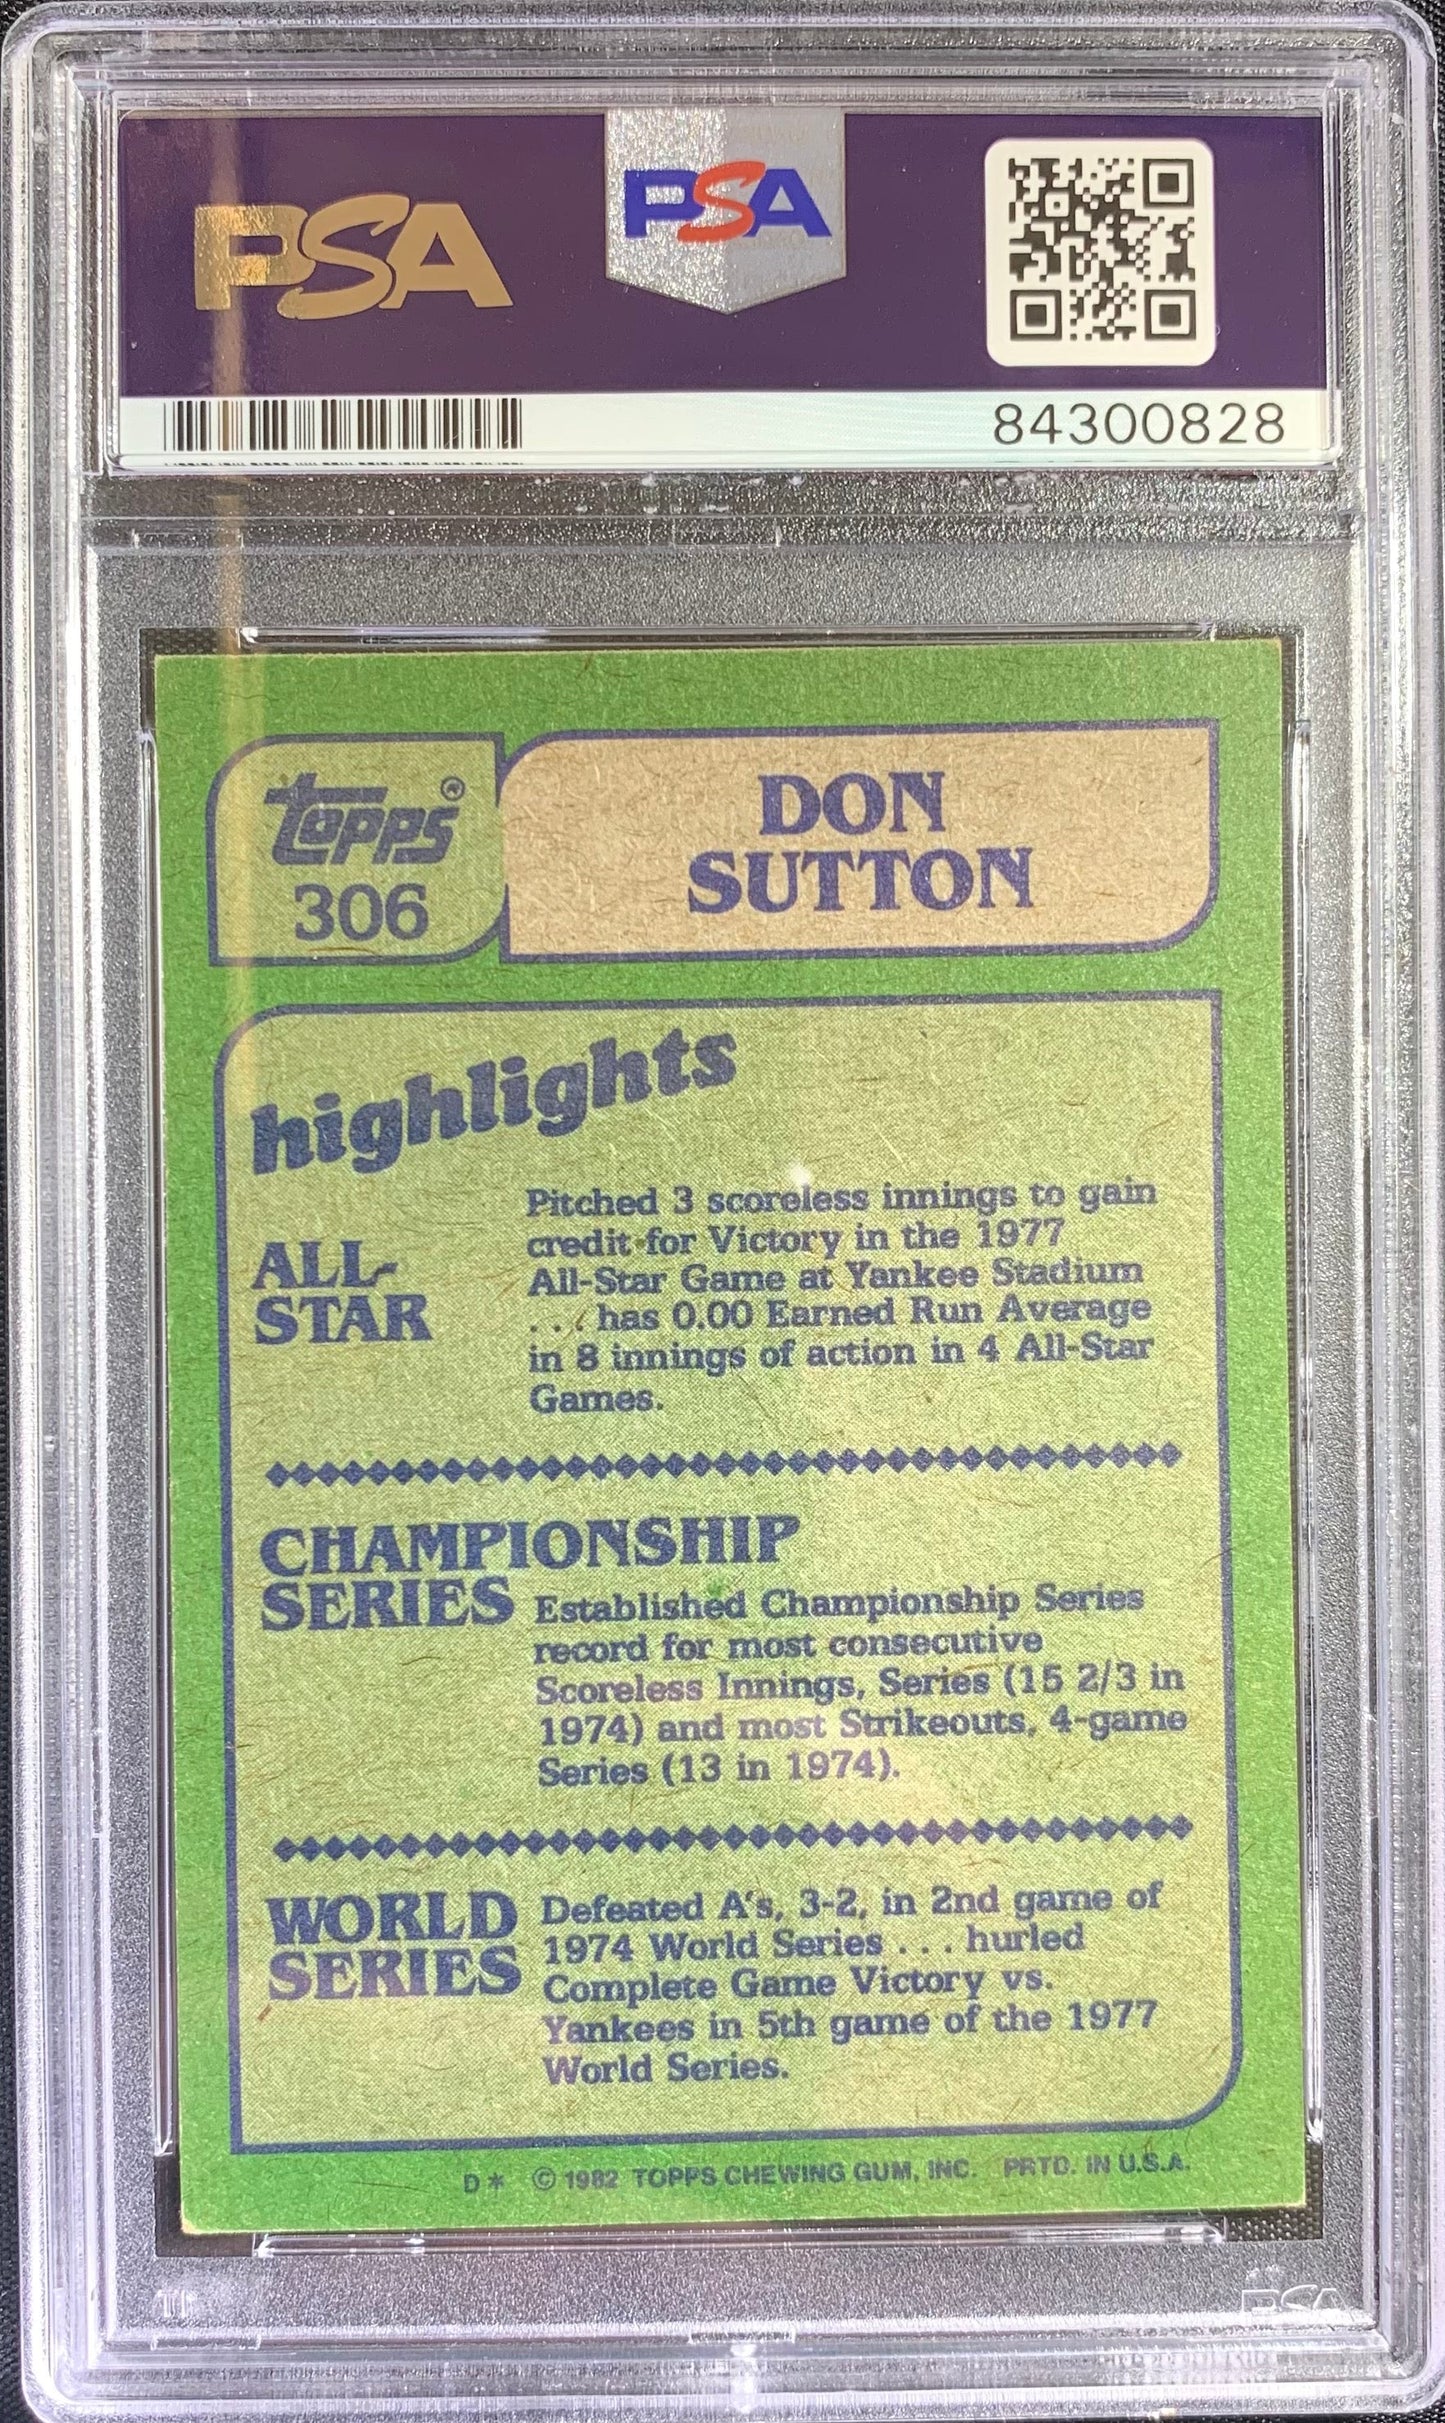 PSA
PSA
84300828
topps®
306
DON
SUTTON
highlights
ALL-
STAR
Pitched 3 scoreless innings to gain
credit for Victory in the 1977
All-Star Game at Yankee Stadium
. . . has 0.00 Earned Run Average
in 8 innings of action in 4 All-Star
Games.
CHAMPIONSHIP
SERIES
Established Championship Series
record for most consecutive
Scoreless Innings, Series (15 2/3 in
1974) and most Strikeouts, 4-game
Series (13 in 1974).
WORLD
SERIES
Defeated A's, 3-2, in 2nd game of
1974 World Series . . . hurled
Complete Game Victory vs.
Yankees in 5th game of the 1977
World Series.
D* © 1982 TOPPS CHEWING GUM, INC. PRTD. IN U.S.A.
PSA